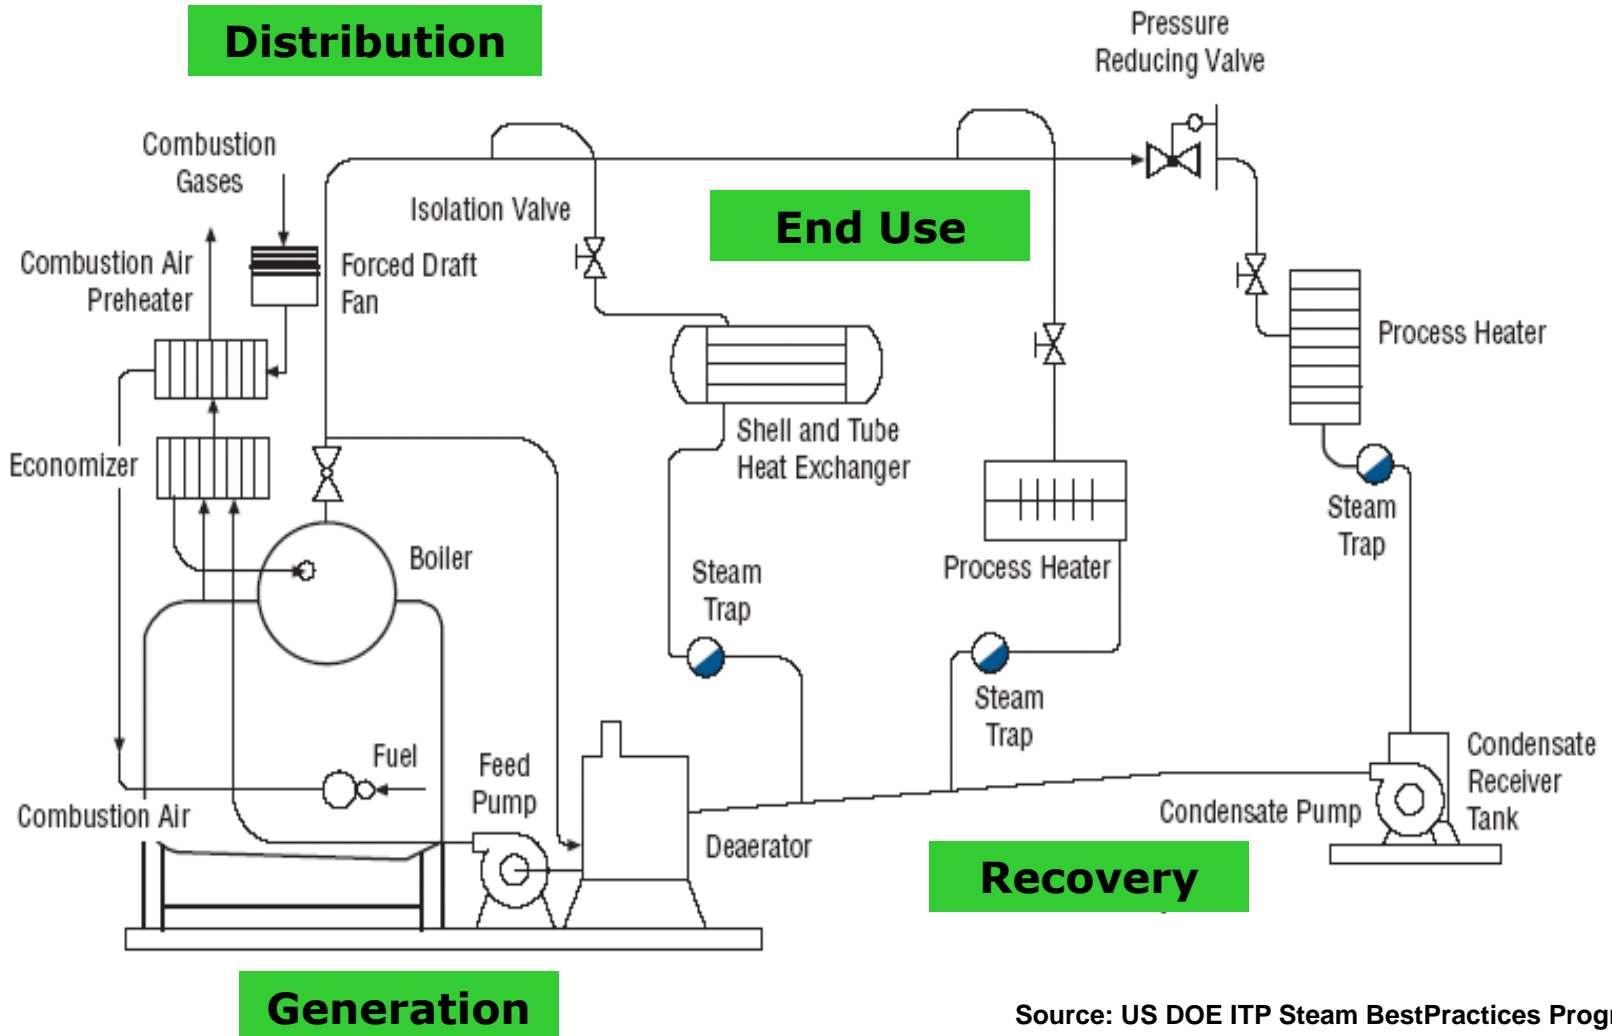 Distribution
Pressure
Reducing Valve
Combustion
Gases
Isolation Valve
End Use
Combustion Air
Preheater
Forced Draft
Fan
Process Heater
Shell and Tube
Heat Exchanger
Economizer
Steam
Trap
Boiler
Steam
Trap
Process Heater
Steam
Trap
Fuel
Feed
Pump
Condensate
Receiver
Tank
Combustion Air
Condensate Pump
Deaerator
Recovery
Generation
Source: US DOE ITP Steam BestPractices Progr